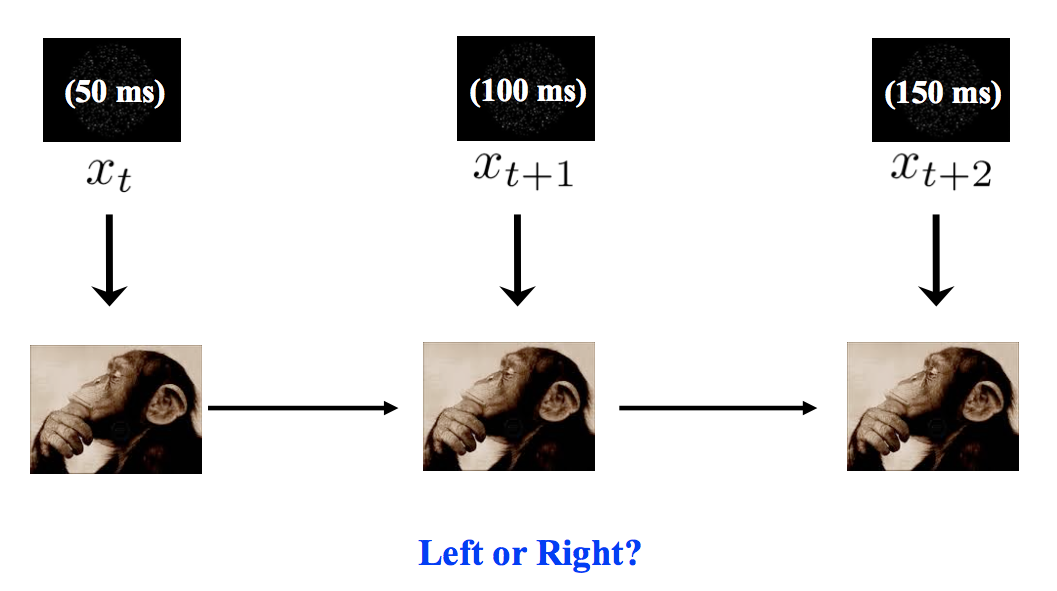 (50 ms) (100 ms) (150 ms)
x_t x_{t+1} x_{t+2}
Left or Right?